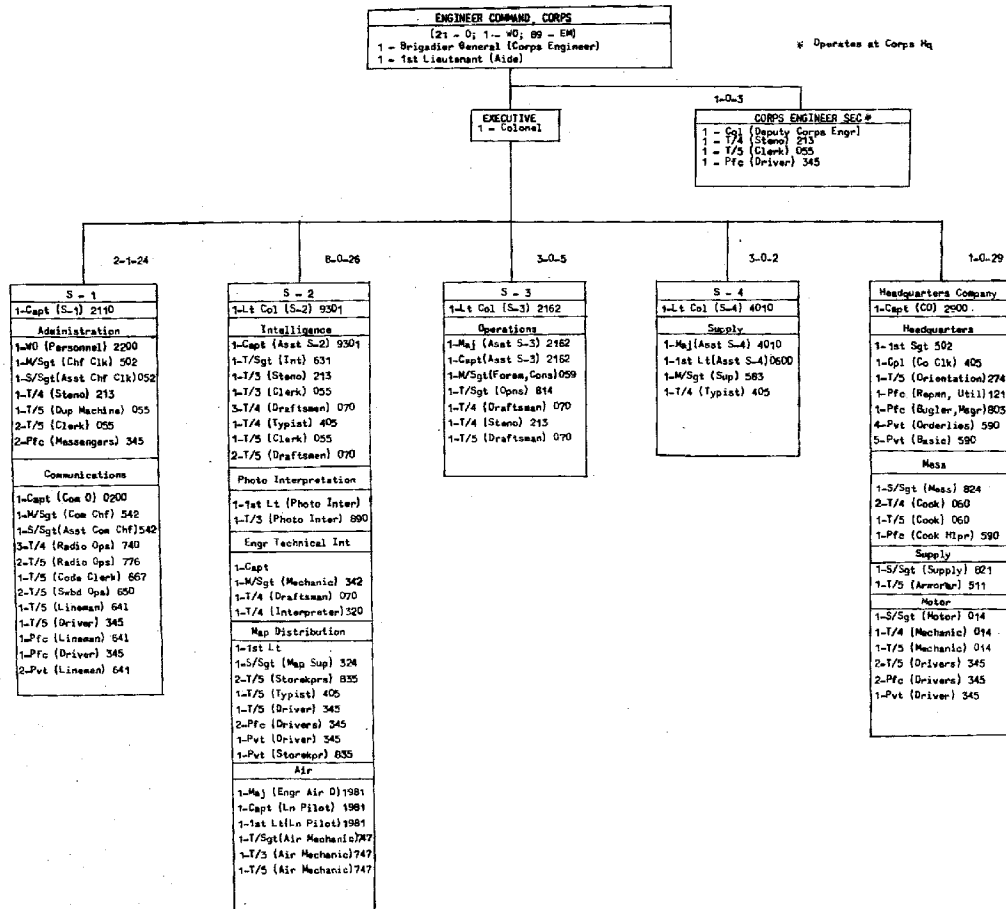 ENGINEER COMMAND, CORPS
(21 - O; 1 - WO; 89 - EM)
1 - Brigadier General (Corps Engineer)
1 - 1st Lieutenant (Aide)
* Operates at Corps Hq
EXECUTIVE
1 - Colonel
1-0-3
CORPS ENGINEER SEC *
1 - Col (Deputy Corps Engr)
1 - T/4 (Steno) 213
1 - T/5 (Clerk) 055
1 - Pfc (Driver) 345
2-1-24
S - 1
1-Capt (S-1) 2110
Administration
1-WO (Personnel) 2200
1-M/Sgt (Chf Clk) 502
1-S/Sgt(Asst Chf Clk)052
1-T/4 (Steno) 213
1-T/5 (Dup Machine) 055
2-T/5 (Clerk) 055
2-Pfc (Messengers) 345
Communications
1-Capt (Com O) 0200
1-M/Sgt (Com Chf) 542
1-S/Sgt(Asst Com Chf)542
3-T/4 (Radio Ops) 740
2-T/5 (Radio Ops) 776
1-T/5 (Code Clerk) 667
2-T/5 (Swbd Ops) 650
1-T/5 (Lineman) 641
1-T/5 (Driver) 345
1-Pfc (Lineman) 641
1-Pfc (Driver) 345
2-Pvt (Lineman) 641
8-0-26
S - 2
1-Lt Col (S-2) 9301
Intelligence
1-Capt (Asst S-2) 9301
1-T/Sgt (Int) 631
1-T/3 (Steno) 213
1-T/3 (Clerk) 055
3-T/4 (Draftsmen) 070
1-T/4 (Typist) 405
1-T/5 (Clerk) 055
2-T/5 (Draftsmen) 070
Photo Interpretation
1-1st Lt (Photo Inter)
1-T/3 (Photo Inter) 890
Engr Technical Int
1-Capt
1-M/Sgt (Mechanic) 342
1-T/4 (Draftsman) 070
1-T/4 (Interpreter)320
Map Distribution
1-1st Lt
1-S/Sgt (Map Sup) 324
2-T/5 (Storekprs) 835
1-T/5 (Typist) 405
1-T/5 (Driver) 345
2-Pfc (Drivers) 345
1-Pvt (Driver) 345
1-Pvt (Storekpr) 835
Air
1-Maj (Engr Air O)1981
1-Capt (Ln Pilot) 1981
1-1st Lt(Ln Pilot)1981
1-T/Sgt(Air Mechanic)747
1-T/3 (Air Mechanic)747
1-T/5 (Air Mechanic)747
3-0-5
S - 3
1-Lt Col (S-3) 2162
Operations
1-Maj (Asst S-3) 2162
1-Capt(Asst S-3) 2162
1-M/Sgt(Forem,Cons)059
1-T/Sgt (Opns) 814
1-T/4 (Draftsman) 070
1-T/4 (Steno) 213
1-T/5 (Draftsman) 070
3-0-2
S - 4
1-Lt Col (S-4) 4010
Supply
1-Maj(Asst S-4) 4010
1-1st Lt(Asst S-4)0600
1-M/Sgt (Sup) 583
1-T/4 (Typist) 405
1-0-29
Headquarters Company
1-Capt (CO) 2900
Headquarters
1-1st Sgt 502
1-Cpl (Co Clk) 405
1-T/5 (Orientation)274
1-Pfc (Repmn, Util)121
1-Pfc (Bugler,Msgr)803
4-Pvt (Orderlies) 590
5-Pvt (Basic) 590
Mess
1-S/Sgt (Mess) 824
2-T/4 (Cook) 060
1-T/5 (Cook) 060
1-Pfc (Cook Hlpr) 590
Supply
1-S/Sgt (Supply) 821
1-T/5 (Armorer) 511
Motor
1-S/Sgt (Motor) 014
1-T/4 (Mechanic) 014
1-T/5 (Mechanic) 014
2-T/5 (Drivers) 345
2-Pfc (Drivers) 345
1-Pvt (Driver) 345